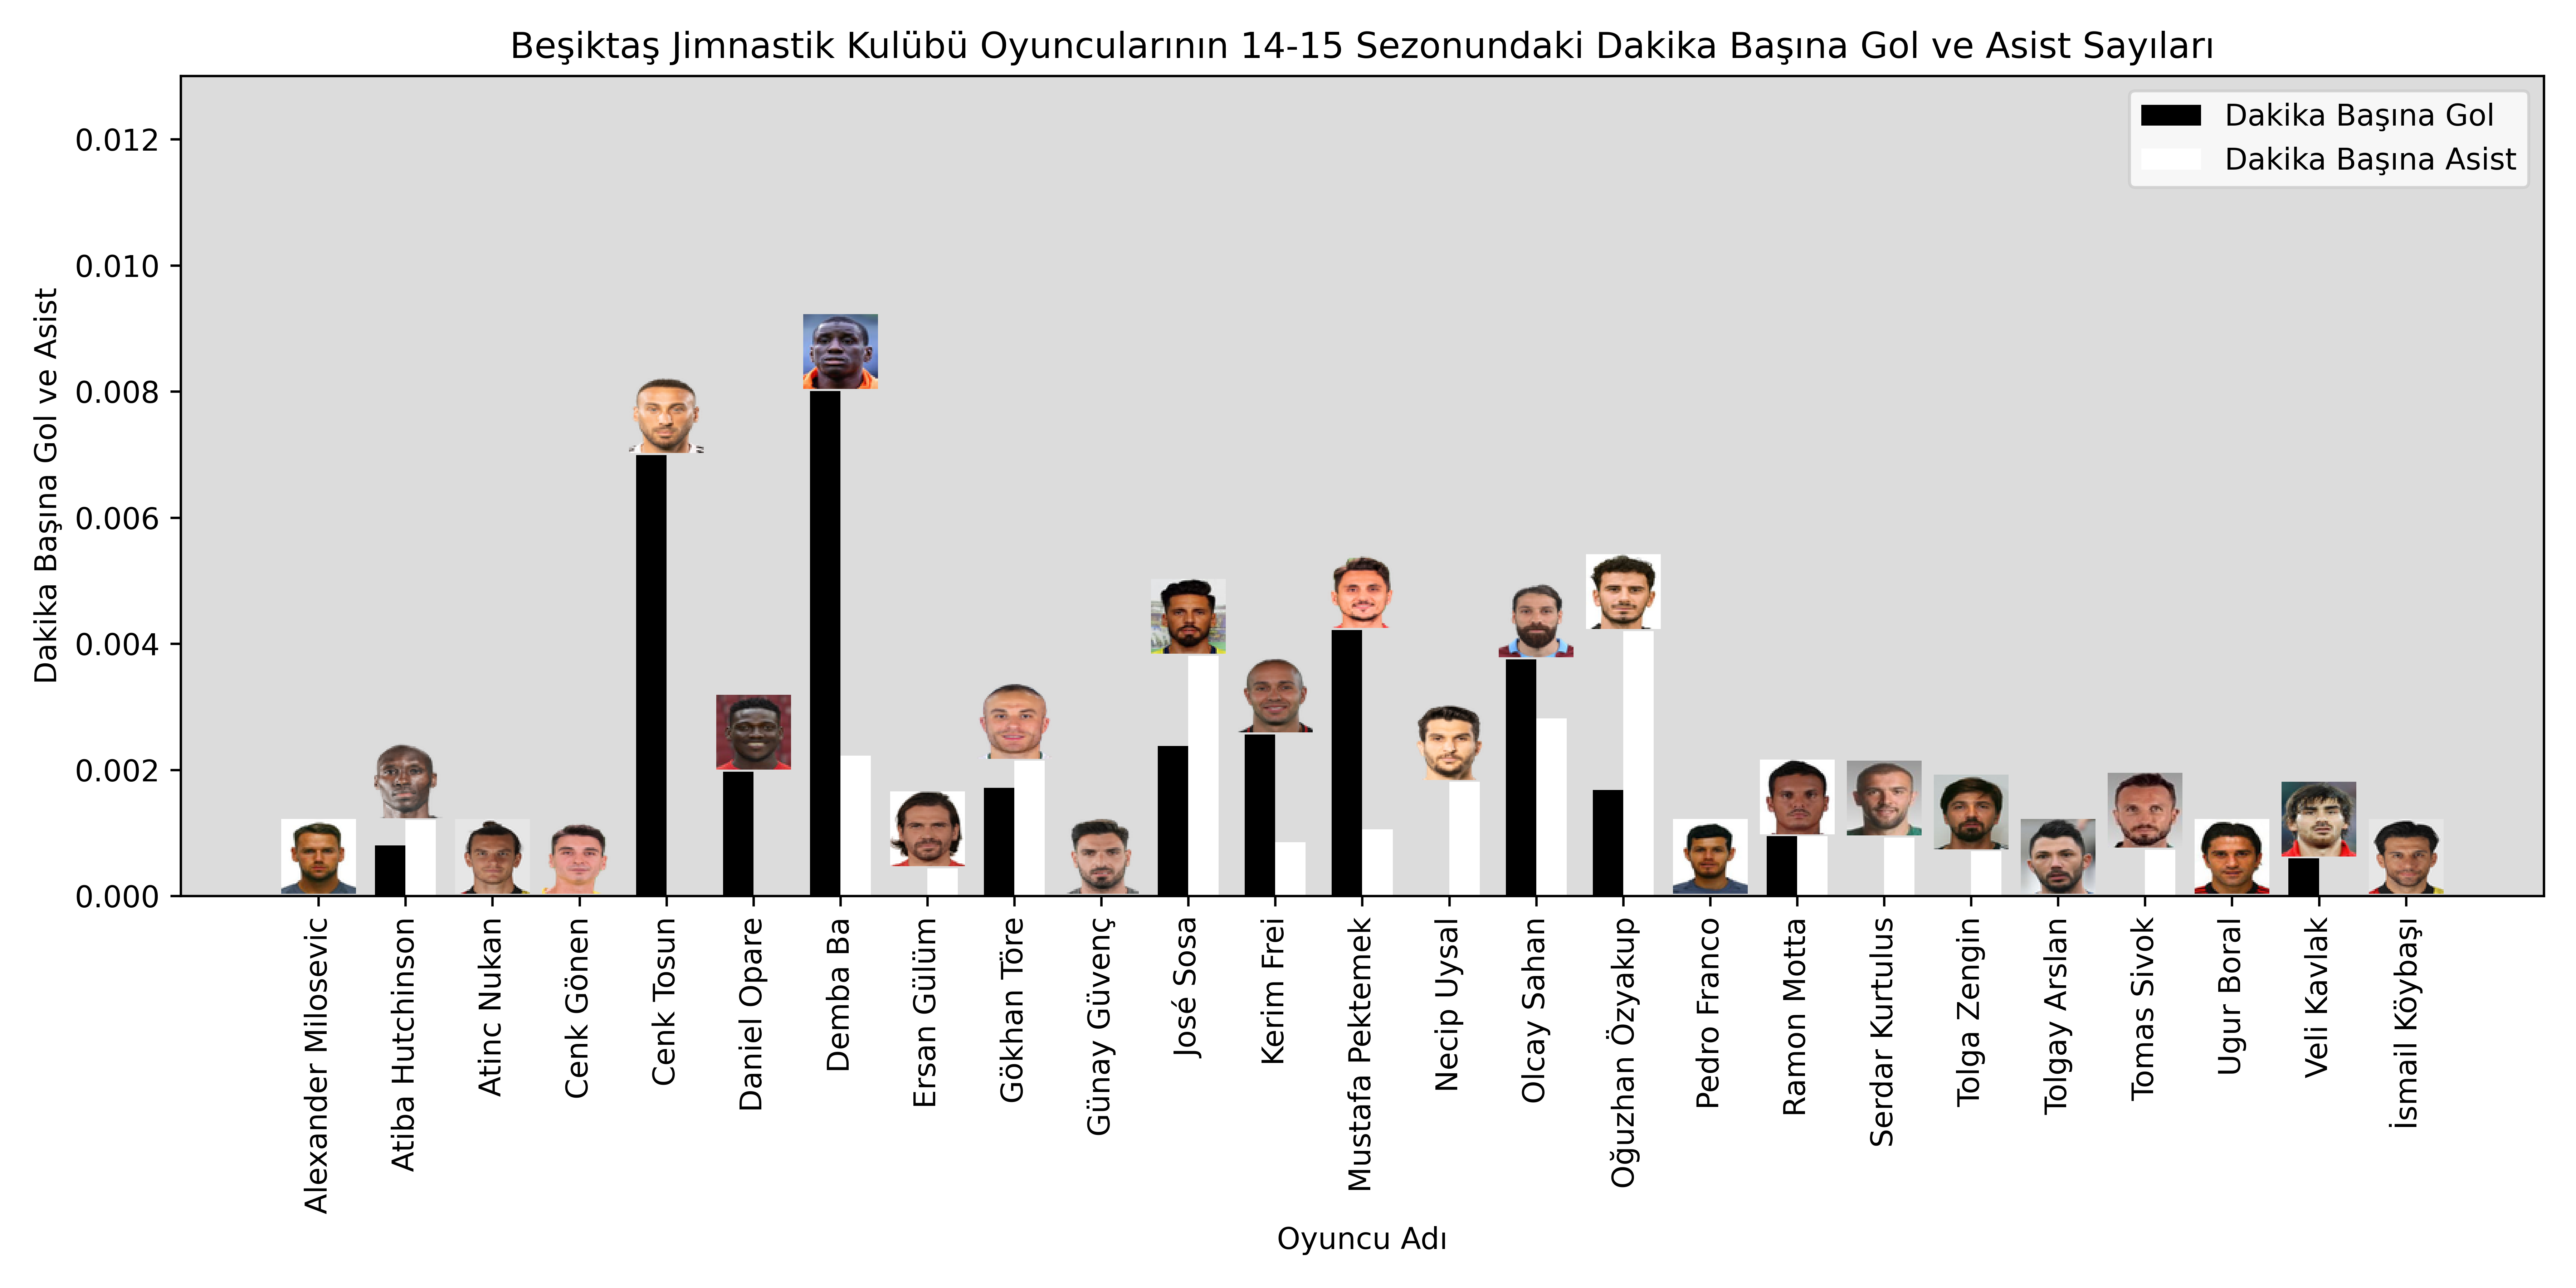 Beşiktaş Jimnastik Kulübü Oyuncularının 14-15 Sezonundaki Dakika Başına Gol ve Asist Sayıları
Dakika Başına Gol
Dakika Başına Asist
Dakika Başına Gol ve Asist
0.012
0.010
0.008
0.006
0.004
0.002
0.000
Alexander Milosevic
Atiba Hutchinson
Atinc Nukan
Cenk Gönen
Cenk Tosun
Daniel Opare
Demba Ba
Ersan Gülüm
Gökhan Töre
Günay Güvenç
José Sosa
Kerim Frei
Mustafa Pektemek
Necip Uysal
Olcay Sahan
Oğuzhan Özyakup
Pedro Franco
Ramon Motta
Serdar Kurtulus
Tolga Zengin
Tolgay Arslan
Tomas Sivok
Ugur Boral
Veli Kavlak
İsmail Köybaşı
Oyuncu Adı